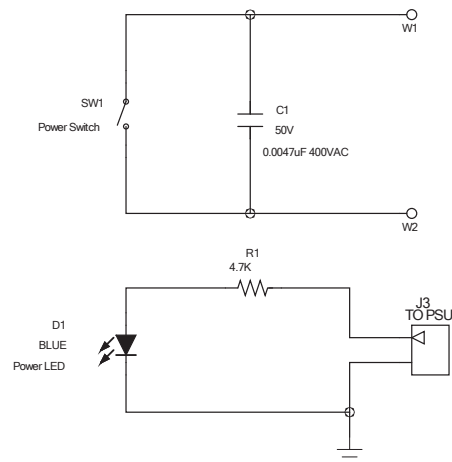 W1
SW1
Power Switch
C1
50V
0.0047uF 400VAC
W2
R1
4.7K
J3
TO PSU
D1
BLUE
Power LED